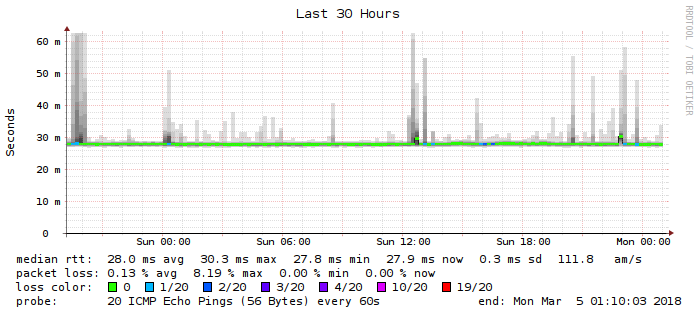 Last 30 Hours
RRDTOOL / TOBI OETIKER
Seconds
60 m
50 m
40 m
30 m
20 m
10 m
0
Sun 00:00 Sun 06:00 Sun 12:00 Sun 18:00 Mon 00:00
median rtt: 28.0 ms avg 30.3 ms max 27.8 ms min 27.9 ms now 0.3 ms sd 111.8 am/s
packet loss: 0.13 % avg 8.19 % max 0.00 % min 0.00 % now
loss color: 0 1/20 2/20 3/20 4/20 10/20 19/20
probe: 20 ICMP Echo Pings (56 Bytes) every 60s end: Mon Mar 5 01:10:03 2018